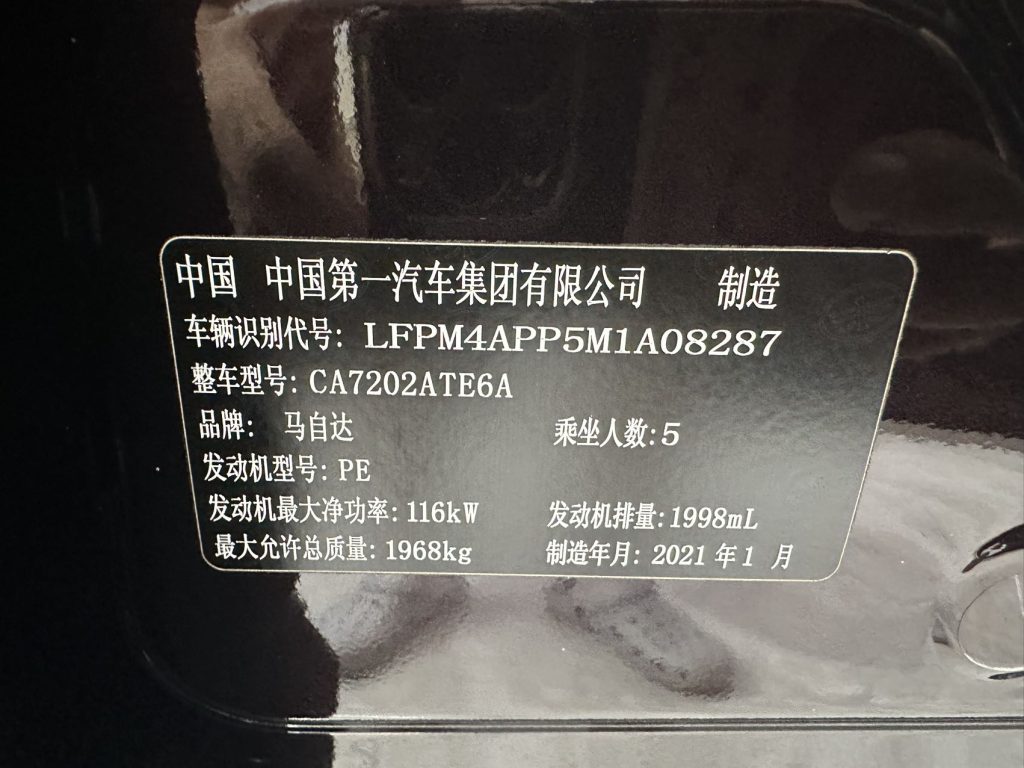 中国 中国第一汽车集团有限公司 制造
车辆识别代号: LFPM4APP5M1A08287
整车型号: CA7202ATE6A
品牌: 马自达 乘坐人数: 5
发动机型号: PE
发动机最大净功率: 116kW 发动机排量: 1998mL
最大允许总质量: 1968kg 制造年月: 2021 年 1 月